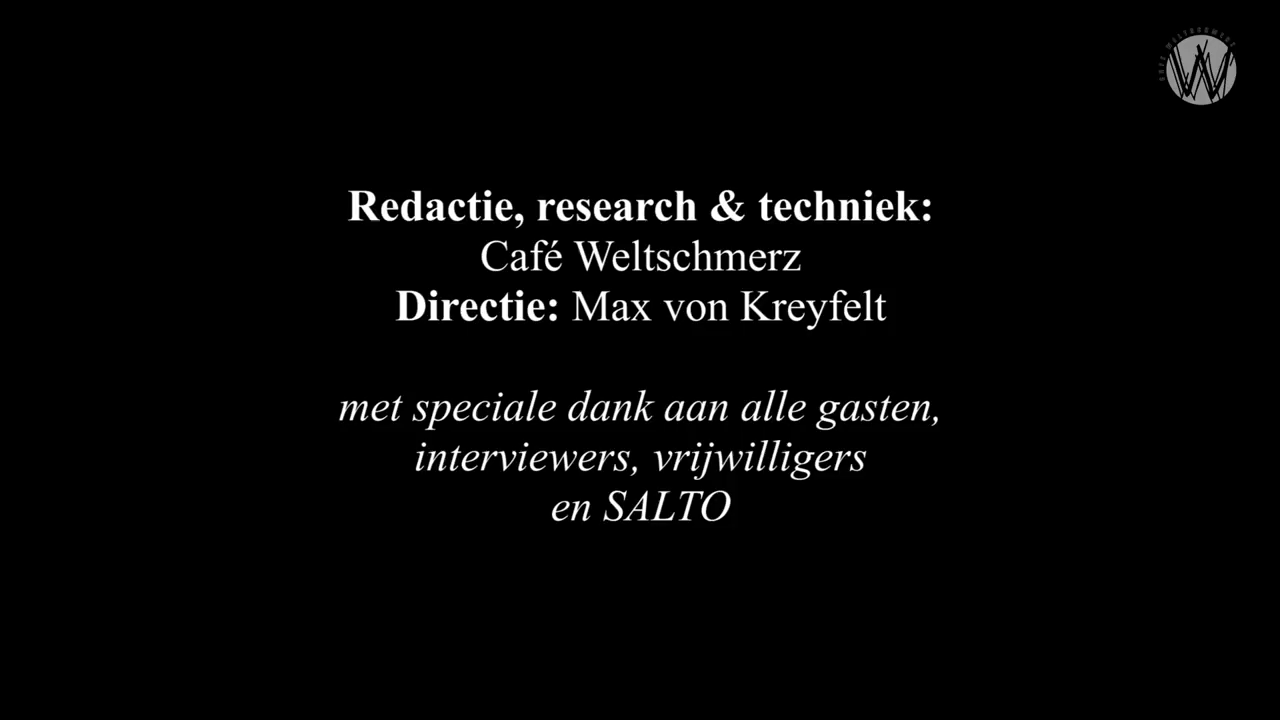 Redactie, research & techniek:
Café Weltschmerz
Directie: Max von Kreyfelt
met speciale dank aan alle gasten,
interviewers, vrijwilligers
en SALTO